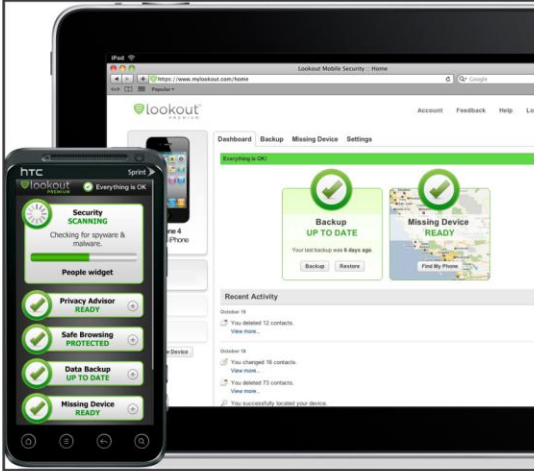 iPad
Lookout Mobile Security :: Home
https://www.mylookout.com/home
Google
Popular
lookout
PREMIUM
Account Feedback Help
Dashboard Backup Missing Device Settings
Everything is OK!
Backup
UP TO DATE
Your last backup was 6 days ago.
Backup Restore
Missing Device
READY
Find My Phone
Recent Activity
October 19
You deleted 12 contacts.
View more...
October 18
You changed 16 contacts.
View more...
You deleted 73 contacts.
View more...
You successfully located your device.
ne 4
iPhone
Device
htc
Sprint
lookout
PREMIUM
Everything is OK
Security
SCANNING
Checking for spyware &
malware.
People widget
Privacy Advisor
READY
Safe Browsing
PROTECTED
Data Backup
UP TO DATE
Missing Device
READY